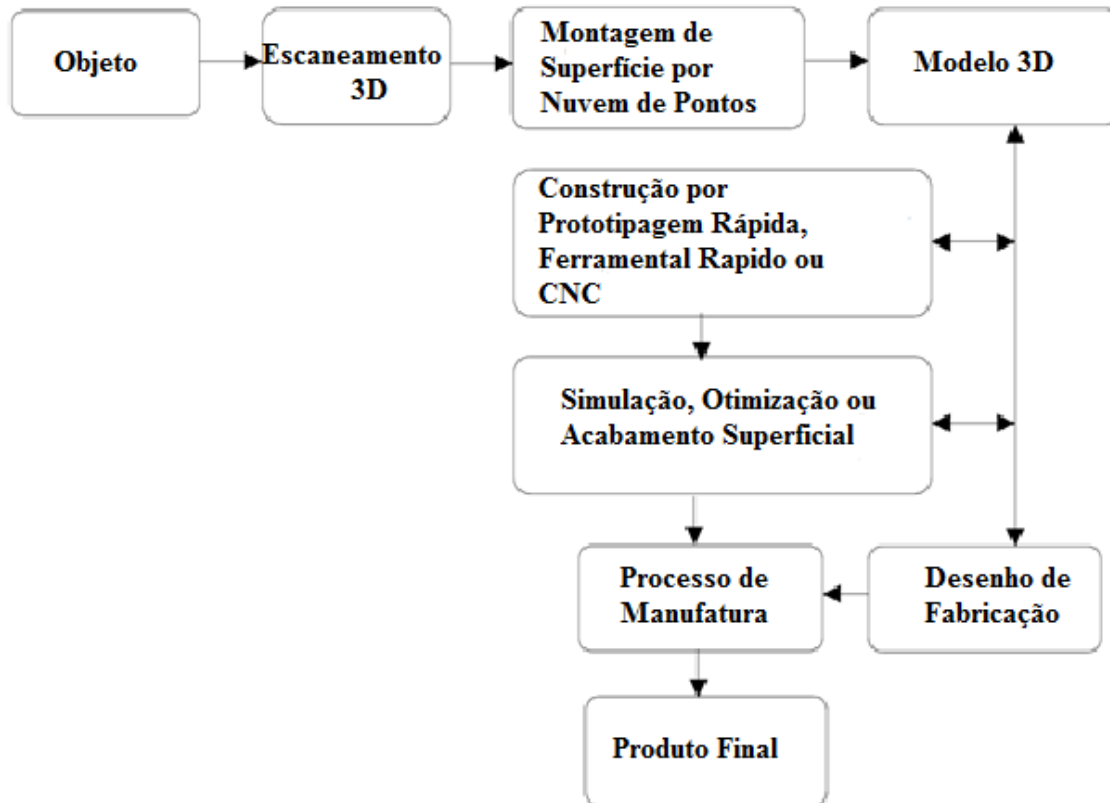 Objeto
Escaneamento
3D
Montagem de
Superfície por
Nuvem de Pontos
Modelo 3D
Construção por
Prototipagem Rápida,
Ferramental Rapido ou
CNC
Simulação, Otimização ou
Acabamento Superficial
Processo de
Manufatura
Desenho de
Fabricação
Produto Final